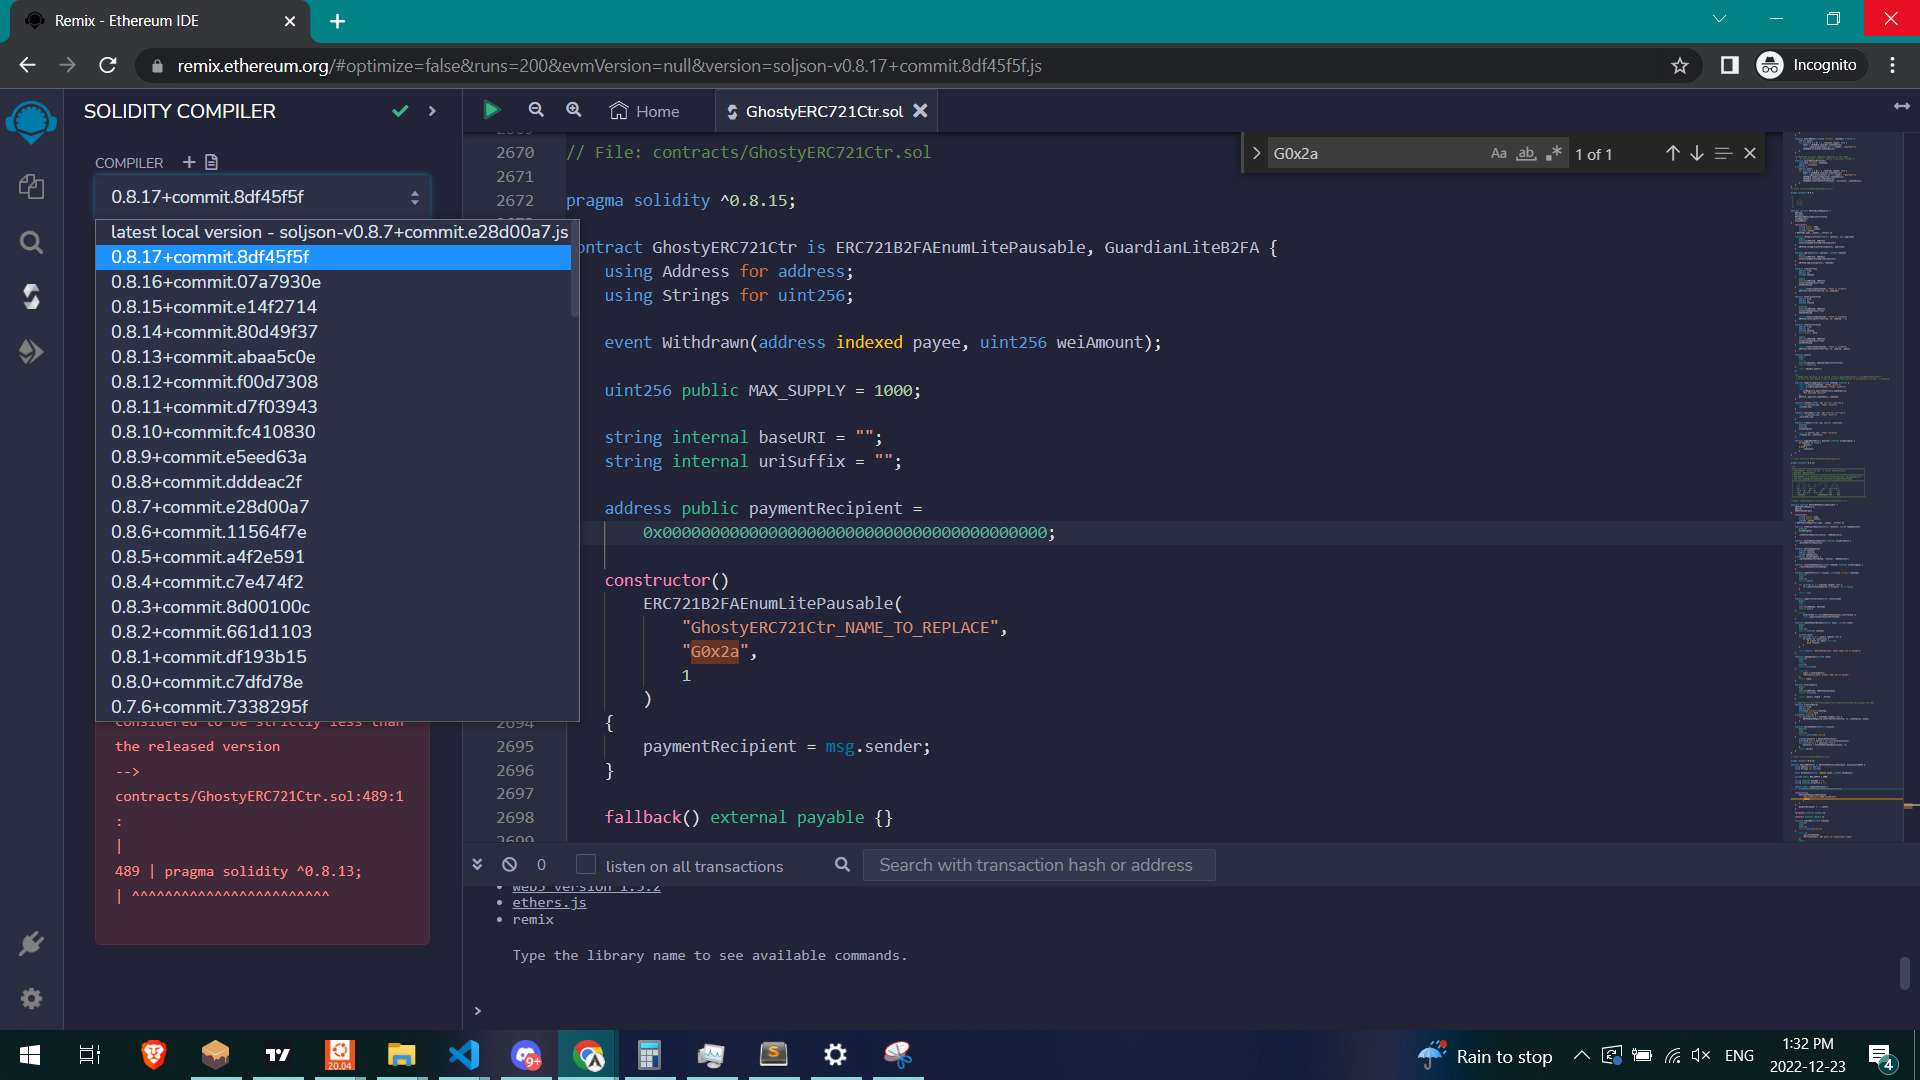 Remix - Ethereum IDE
remix.ethereum.org/#optimize=false&runs=200&evmVersion=null&version=soljson-v0.8.17+commit.8df45f5f.js
Incognito
SOLIDITY COMPILER
COMPILER
0.8.17+commit.8df45f5f
latest local version - soljson-v0.8.7+commit.e28d00a7.js
0.8.17+commit.8df45f5f
0.8.16+commit.07a7930e
0.8.15+commit.e14f2714
0.8.14+commit.80d49f37
0.8.13+commit.abaa5c0e
0.8.12+commit.f00d7308
0.8.11+commit.d7f03943
0.8.10+commit.fc410830
0.8.9+commit.e5eed63a
0.8.8+commit.dddeac2f
0.8.7+commit.e28d00a7
0.8.6+commit.11564f7e
0.8.5+commit.a4f2e591
0.8.4+commit.c7e474f2
0.8.3+commit.8d00100c
0.8.2+commit.661d1103
0.8.1+commit.df193b15
0.8.0+commit.c7dfd78e
0.7.6+commit.7338295f
considered to be strictly less than
the released version
-->
contracts/GhostyERC721Ctr.sol:489:1
:
|
489 | pragma solidity ^0.8.13;
| ^^^^^^^^^^^^^^^^^^^^^^^^
Home
GhostyERC721Ctr.sol
G0x2a
Aa
ab
1 of 1
2670 // File: contracts/GhostyERC721Ctr.sol
2671
2672 pragma solidity ^0.8.15;
ontract GhostyERC721Ctr is ERC721B2FAEnumLitePausable, GuardianLiteB2FA {
using Address for address;
using Strings for uint256;
event Withdrawn(address indexed payee, uint256 weiAmount);
uint256 public MAX_SUPPLY = 1000;
string internal baseURI = "";
string internal uriSuffix = "";
address public paymentRecipient =
0x0000000000000000000000000000000000000000;
constructor()
ERC721B2FAEnumLitePausable(
"GhostyERC721Ctr_NAME_TO_REPLACE",
"G0x2a",
1
)
2694 {
2695 paymentRecipient = msg.sender;
2696 }
2697
2698 fallback() external payable {}
2699
0
listen on all transactions
Search with transaction hash or address
web3 version 1.5.2
ethers.js
remix
Type the library name to see available commands.
>
20.04
9+
Rain to stop
ENG
1:32 PM
2022-12-23
4